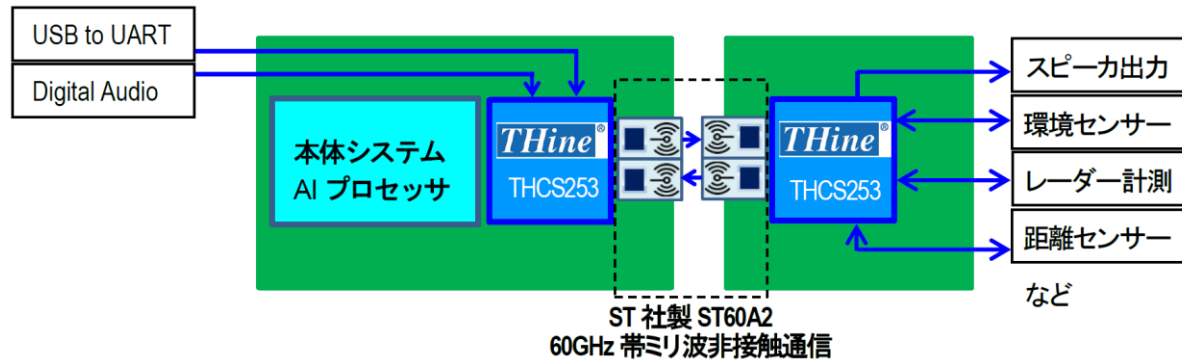 USB to UART
Digital Audio
本体システム
AI プロセッサ
THine®
THCS253
THine®
THCS253
スピーカ出力
環境センサー
レーダー計測
距離センサー
など
ST 社製 ST60A2
60GHz 帯ミリ波非接触通信